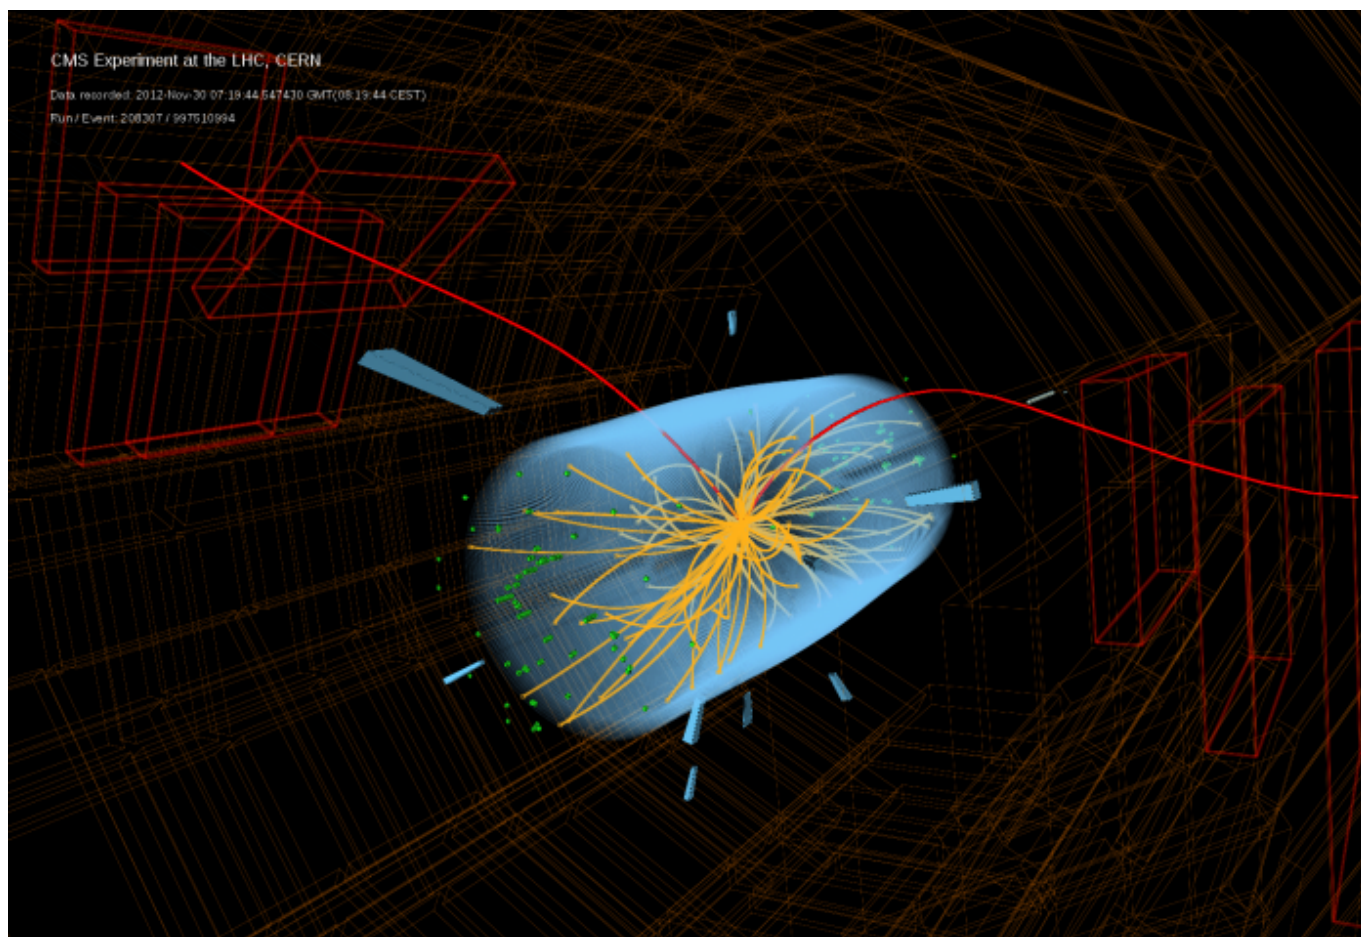 CMS Experiment at the LHC, CERN
Data recorded: 2012-Nov-30 07:19:44.547430 GMT(08:19:44 CEST)
Run / Event: 208307 / 997510994